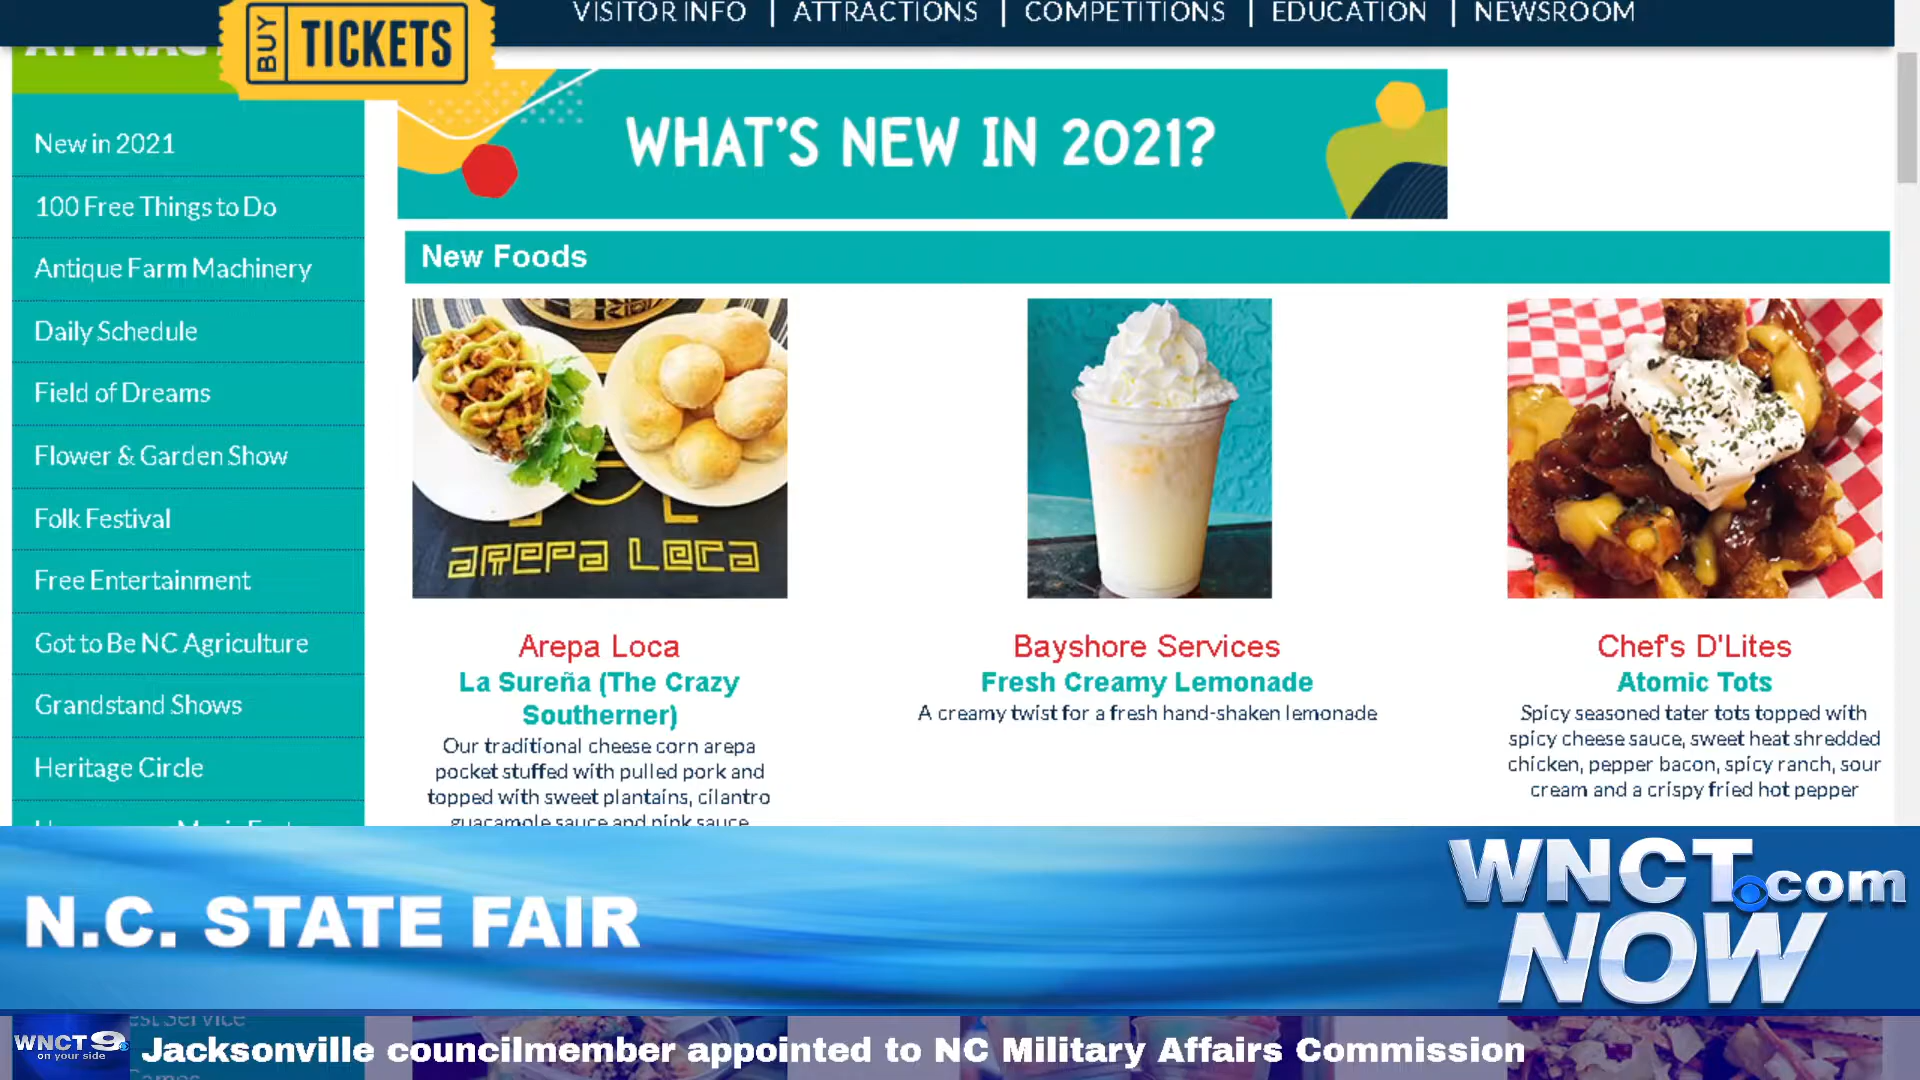 VISITOR INFO | ATTRACTIONS | COMPETITIONS | EDUCATION | NEWSROOM
BUY TICKETS
New in 2021
100 Free Things to Do
Antique Farm Machinery
Daily Schedule
Field of Dreams
Flower & Garden Show
Folk Festival
Free Entertainment
Got to Be NC Agriculture
Grandstand Shows
Heritage Circle
WHAT'S NEW IN 2021?
New Foods
arepa Loca
Arepa Loca
La Sureña (The Crazy
Southerner)
Our traditional cheese corn arepa
pocket stuffed with pulled pork and
topped with sweet plantains, cilantro
guacamole sauce and pink sauce
Bayshore Services
Fresh Creamy Lemonade
A creamy twist for a fresh hand-shaken lemonade
Chef's D'Lites
Atomic Tots
Spicy seasoned tater tots topped with
spicy cheese sauce, sweet heat shredded
chicken, pepper bacon, spicy ranch, sour
cream and a crispy fried hot pepper
N.C. STATE FAIR
WNCT.com
NOW
WNCT 9
on your side
Jacksonville councilmember appointed to NC Military Affairs Commission